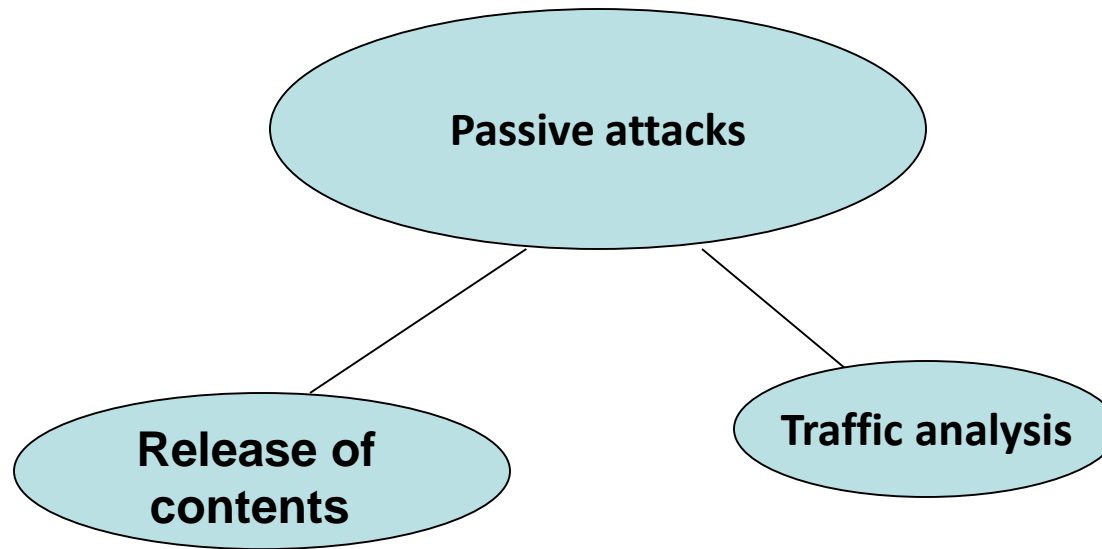 Passive attacks
Release of
contents
Traffic analysis